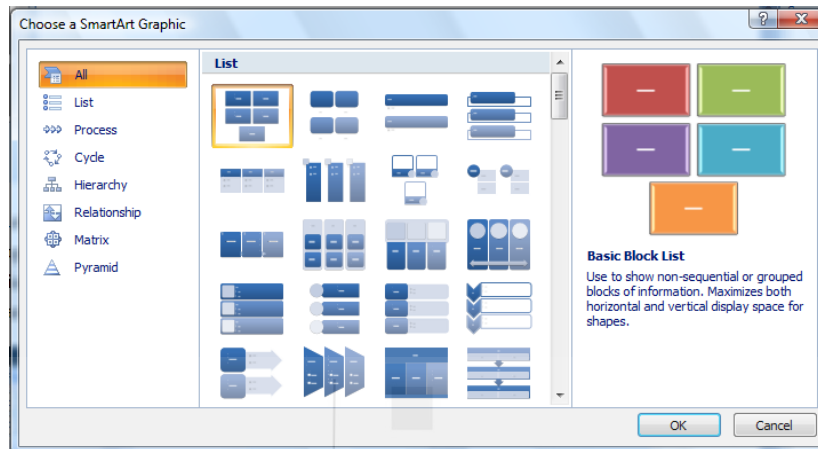 Choose a SmartArt Graphic
All
List
Process
Cycle
Hierarchy
Relationship
Matrix
Pyramid
List
Basic Block List
Use to show non-sequential or grouped
blocks of information. Maximizes both
horizontal and vertical display space for
shapes.
OK
Cancel